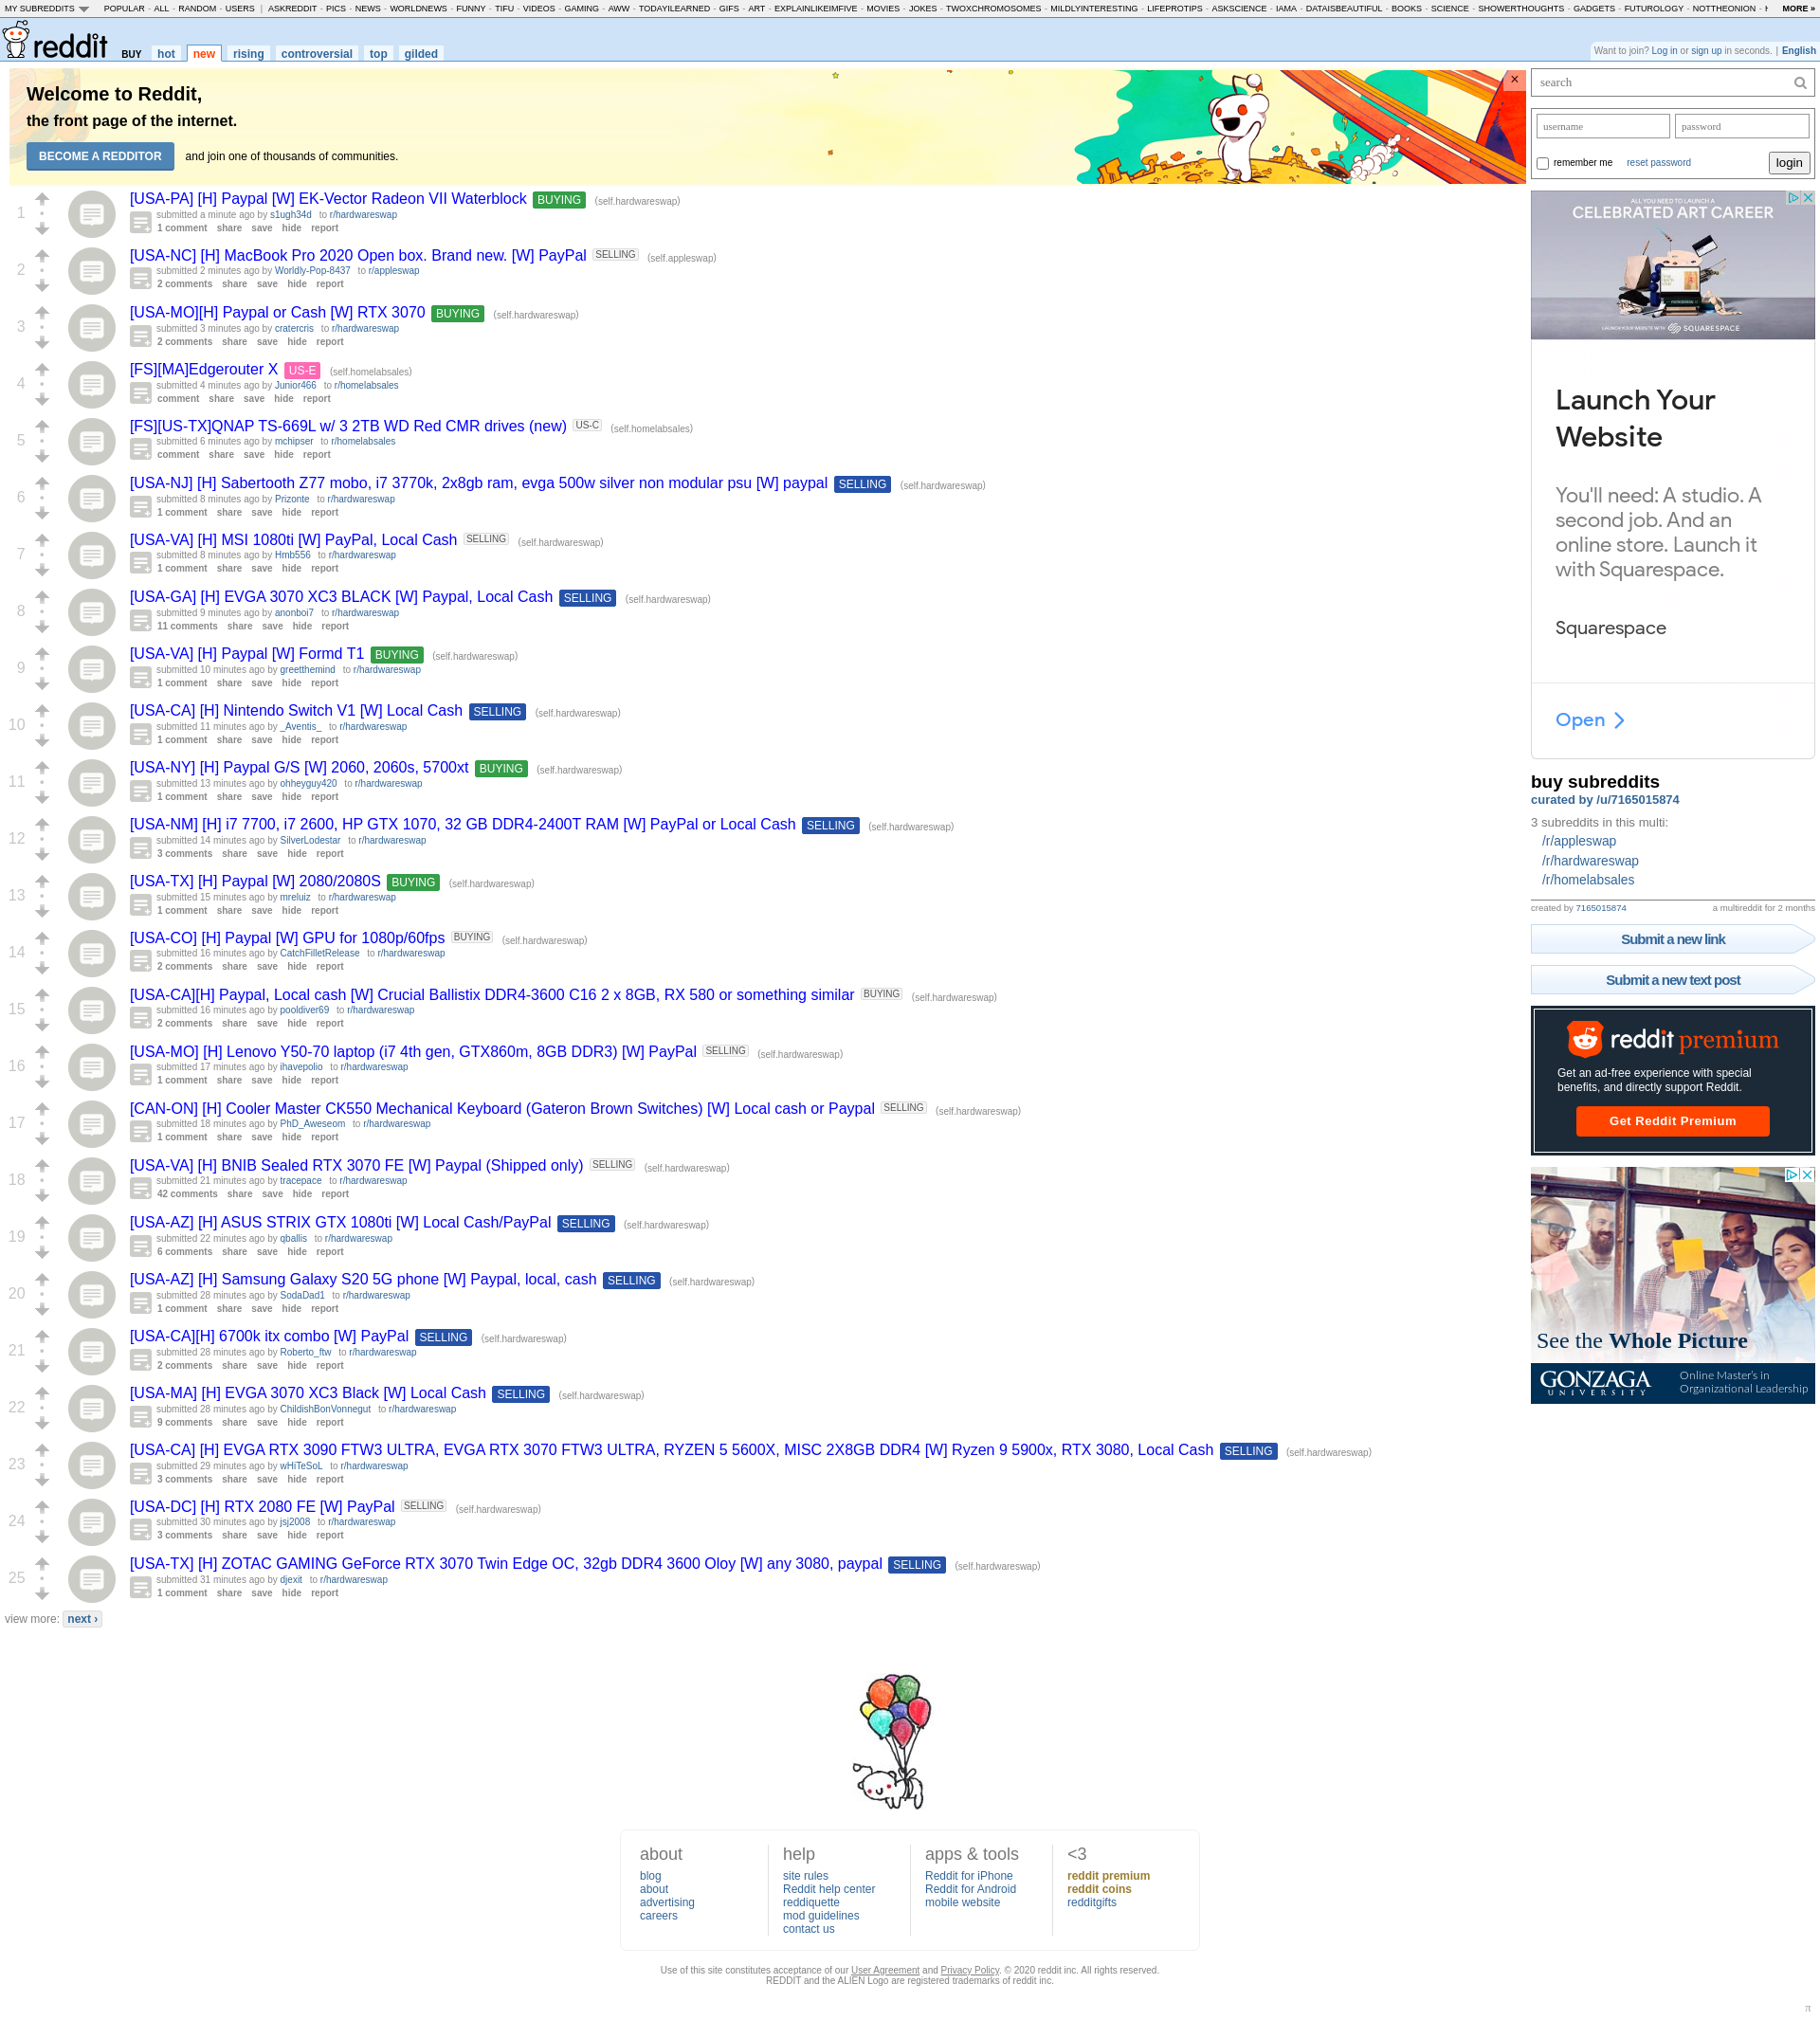 MY SUBREDDITS POPULAR - ALL - RANDOM - USERS | ASKREDDIT - PICS - NEWS - WORLDNEWS - FUNNY - TIFU - VIDEOS - GAMING - AWW - TODAYILEARNED - GIFS - ART - EXPLAINLIKEIMFIVE - MOVIES - JOKES - TWOXCHROMOSOMES - MILDLYINTERESTING - LIFEPROTIPS - ASKSCIENCE - IAMA - DATAISBEAUTIFUL - BOOKS - SCIENCE - SHOWERTHOUGHTS - GADGETS - FUTUROLOGY - NOTTHEONION - MORE »
reddit BUY hot new rising controversial top gilded
Want to join? Log in or sign up in seconds. | English
Welcome to Reddit,
the front page of the internet.
BECOME A REDDITOR and join one of thousands of communities.
×
1
[USA-PA] [H] Paypal [W] EK-Vector Radeon VII Waterblock BUYING (self.hardwareswap)
submitted a minute ago by s1ugh34d to r/hardwareswap
1 comment share save hide report
2
[USA-NC] [H] MacBook Pro 2020 Open box. Brand new. [W] PayPal SELLING (self.appleswap)
submitted 2 minutes ago by Worldly-Pop-8437 to r/appleswap
2 comments share save hide report
3
[USA-MO][H] Paypal or Cash [W] RTX 3070 BUYING (self.hardwareswap)
submitted 3 minutes ago by cratercris to r/hardwareswap
2 comments share save hide report
4
[FS][MA]Edgerouter X US-E (self.homelabsales)
submitted 4 minutes ago by Junior466 to r/homelabsales
comment share save hide report
5
[FS][US-TX]QNAP TS-669L w/ 3 2TB WD Red CMR drives (new) US-C (self.homelabsales)
submitted 6 minutes ago by mchipser to r/homelabsales
comment share save hide report
6
[USA-NJ] [H] Sabertooth Z77 mobo, i7 3770k, 2x8gb ram, evga 500w silver non modular psu [W] paypal SELLING (self.hardwareswap)
submitted 8 minutes ago by Prizonte to r/hardwareswap
1 comment share save hide report
7
[USA-VA] [H] MSI 1080ti [W] PayPal, Local Cash SELLING (self.hardwareswap)
submitted 8 minutes ago by Hmb556 to r/hardwareswap
1 comment share save hide report
8
[USA-GA] [H] EVGA 3070 XC3 BLACK [W] Paypal, Local Cash SELLING (self.hardwareswap)
submitted 9 minutes ago by anonboi7 to r/hardwareswap
11 comments share save hide report
9
[USA-VA] [H] Paypal [W] Formd T1 BUYING (self.hardwareswap)
submitted 10 minutes ago by greetthemind to r/hardwareswap
1 comment share save hide report
10
[USA-CA] [H] Nintendo Switch V1 [W] Local Cash SELLING (self.hardwareswap)
submitted 11 minutes ago by _Aventis_ to r/hardwareswap
1 comment share save hide report
11
[USA-NY] [H] Paypal G/S [W] 2060, 2060s, 5700xt BUYING (self.hardwareswap)
submitted 13 minutes ago by ohheyguy420 to r/hardwareswap
1 comment share save hide report
12
[USA-NM] [H] i7 7700, i7 2600, HP GTX 1070, 32 GB DDR4-2400T RAM [W] PayPal or Local Cash SELLING (self.hardwareswap)
submitted 14 minutes ago by SilverLodestar to r/hardwareswap
3 comments share save hide report
13
[USA-TX] [H] Paypal [W] 2080/2080S BUYING (self.hardwareswap)
submitted 15 minutes ago by mreluiz to r/hardwareswap
1 comment share save hide report
14
[USA-CO] [H] Paypal [W] GPU for 1080p/60fps BUYING (self.hardwareswap)
submitted 16 minutes ago by CatchFilletRelease to r/hardwareswap
2 comments share save hide report
15
[USA-CA][H] Paypal, Local cash [W] Crucial Ballistix DDR4-3600 C16 2 x 8GB, RX 580 or something similar BUYING (self.hardwareswap)
submitted 16 minutes ago by pooldiver69 to r/hardwareswap
2 comments share save hide report
16
[USA-MO] [H] Lenovo Y50-70 laptop (i7 4th gen, GTX860m, 8GB DDR3) [W] PayPal SELLING (self.hardwareswap)
submitted 17 minutes ago by ihavepolio to r/hardwareswap
1 comment share save hide report
17
[CAN-ON] [H] Cooler Master CK550 Mechanical Keyboard (Gateron Brown Switches) [W] Local cash or Paypal SELLING (self.hardwareswap)
submitted 18 minutes ago by PhD_Aweseom to r/hardwareswap
1 comment share save hide report
18
[USA-VA] [H] BNIB Sealed RTX 3070 FE [W] Paypal (Shipped only) SELLING (self.hardwareswap)
submitted 21 minutes ago by tracepace to r/hardwareswap
42 comments share save hide report
19
[USA-AZ] [H] ASUS STRIX GTX 1080ti [W] Local Cash/PayPal SELLING (self.hardwareswap)
submitted 22 minutes ago by qballis to r/hardwareswap
6 comments share save hide report
20
[USA-AZ] [H] Samsung Galaxy S20 5G phone [W] Paypal, local, cash SELLING (self.hardwareswap)
submitted 28 minutes ago by SodaDad1 to r/hardwareswap
1 comment share save hide report
21
[USA-CA][H] 6700k itx combo [W] PayPal SELLING (self.hardwareswap)
submitted 28 minutes ago by Roberto_ftw to r/hardwareswap
2 comments share save hide report
22
[USA-MA] [H] EVGA 3070 XC3 Black [W] Local Cash SELLING (self.hardwareswap)
submitted 28 minutes ago by ChildishBonVonnegut to r/hardwareswap
9 comments share save hide report
23
[USA-CA] [H] EVGA RTX 3090 FTW3 ULTRA, EVGA RTX 3070 FTW3 ULTRA, RYZEN 5 5600X, MISC 2X8GB DDR4 [W] Ryzen 9 5900x, RTX 3080, Local Cash SELLING (self.hardwareswap)
submitted 29 minutes ago by wHiTeSoL to r/hardwareswap
3 comments share save hide report
24
[USA-DC] [H] RTX 2080 FE [W] PayPal SELLING (self.hardwareswap)
submitted 30 minutes ago by jsj2008 to r/hardwareswap
3 comments share save hide report
25
[USA-TX] [H] ZOTAC GAMING GeForce RTX 3070 Twin Edge OC, 32gb DDR4 3600 Oloy [W] any 3080, paypal SELLING (self.hardwareswap)
submitted 31 minutes ago by djexit to r/hardwareswap
1 comment share save hide report
view more: next ›
search
username password
remember me reset password login
ALL YOU NEED TO LAUNCH A
CELEBRATED ART CAREER
LAUNCH YOUR WEBSITE WITH SQUARESPACE
Launch Your
Website
You'll need: A studio. A
second job. And an
online store. Launch it
with Squarespace.
Squarespace
Open
buy subreddits
curated by /u/7165015874
3 subreddits in this multi:
/r/appleswap
/r/hardwareswap
/r/homelabsales
created by 7165015874 a multireddit for 2 months
Submit a new link
Submit a new text post
reddit premium
Get an ad-free experience with special
benefits, and directly support Reddit.
Get Reddit Premium
See the Whole Picture
GONZAGA
UNIVERSITY
Online Master's in
Organizational Leadership
about
blog
about
advertising
careers
help
site rules
Reddit help center
reddiquette
mod guidelines
contact us
apps & tools
Reddit for iPhone
Reddit for Android
mobile website
<3
reddit premium
reddit coins
redditgifts
Use of this site constitutes acceptance of our User Agreement and Privacy Policy. © 2020 reddit inc. All rights reserved.
REDDIT and the ALIEN Logo are registered trademarks of reddit inc.
π